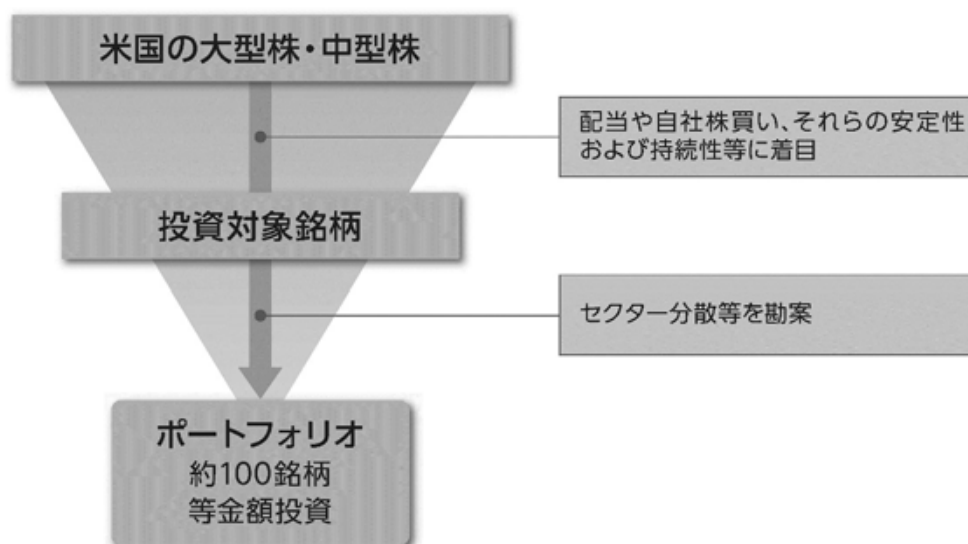 米国の大型株・中型株
配当や自社株買い、それらの安定性
および持続性等に着目
投資対象銘柄
セクター分散等を勘案
ポートフォリオ
約100銘柄
等金額投資